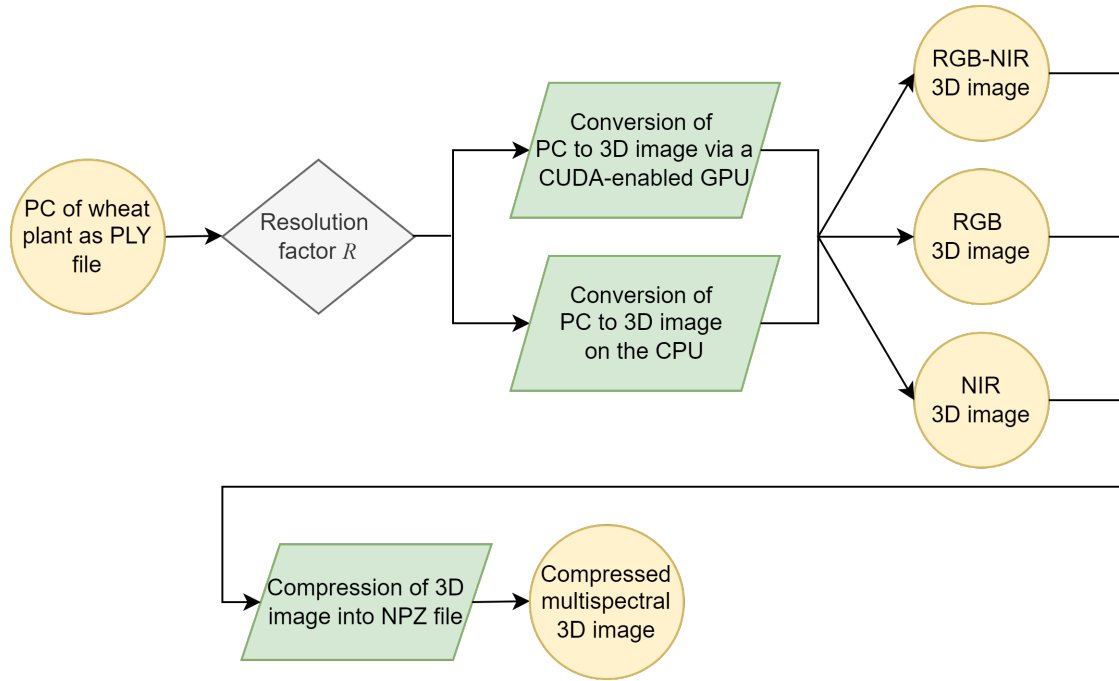 PC of wheat
plant as PLY
file
Resolution
factor R
Conversion of
PC to 3D image via a
CUDA-enabled GPU
Conversion of
PC to 3D image
on the CPU
RGB-NIR
3D image
RGB
3D image
NIR
3D image
Compression of 3D
image into NPZ file
Compressed
multispectral
3D image